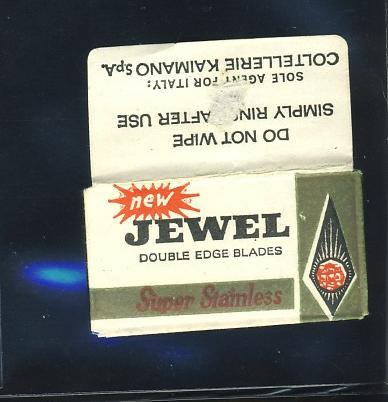 DO NOT WIPE
SIMPLY RINSE AFTER USE
SOLE AGENT FOR ITALY:
COLTELLERIE KAIMANO S.p.A.
new
JEWEL
DOUBLE EDGE BLADES
Super Stainless